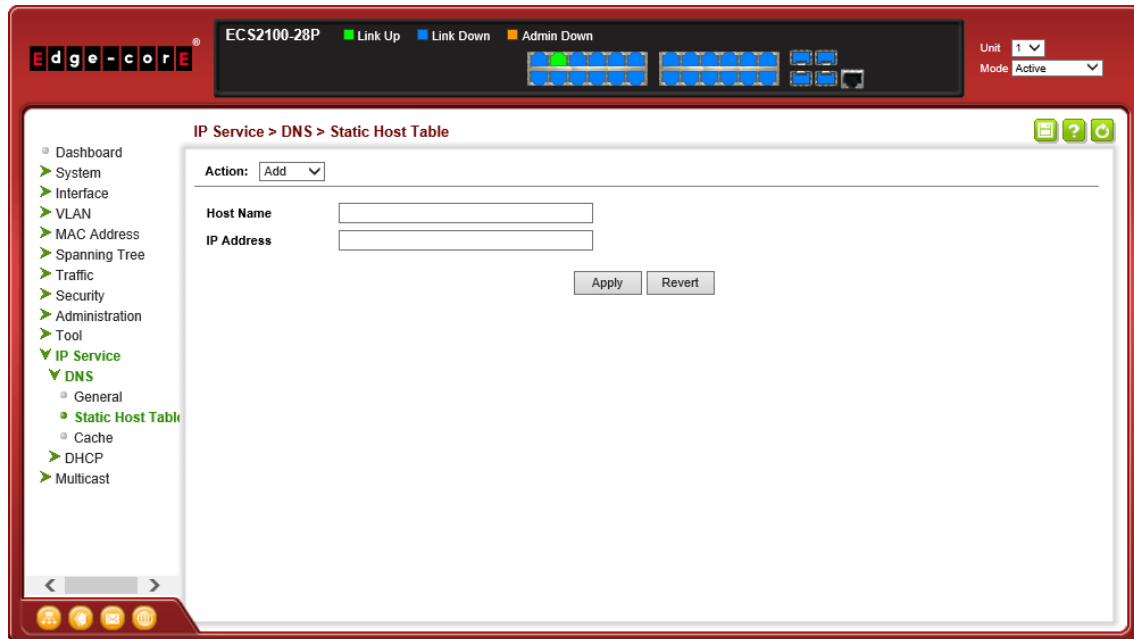 Edge-corE®
ECS2100-28P Link Up Link Down Admin Down
Unit 1
Mode Active
IP Service > DNS > Static Host Table
?
Dashboard
System
Interface
VLAN
MAC Address
Spanning Tree
Traffic
Security
Administration
Tool
IP Service
DNS
General
Static Host Table
Cache
DHCP
Multicast
Action: Add
Host Name
IP Address
Apply Revert